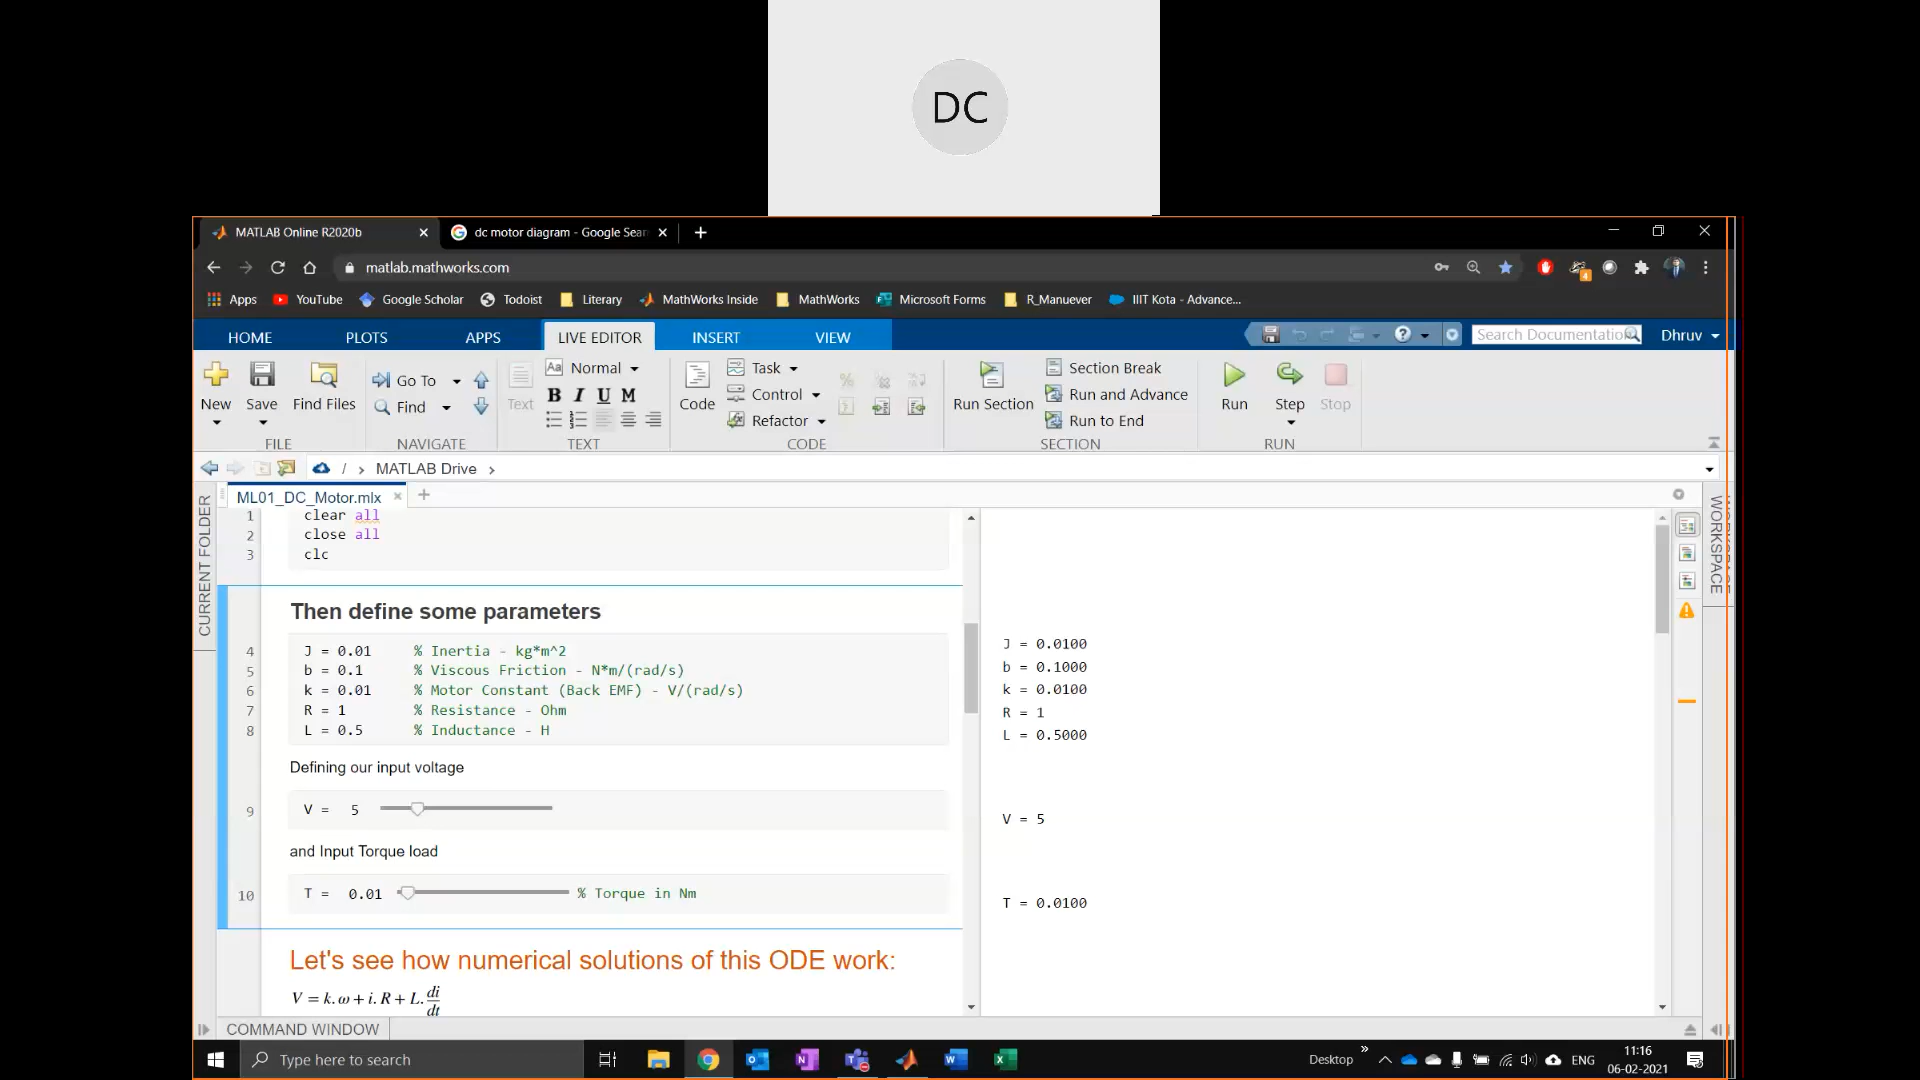 DC
MATLAB Online R2020b
dc motor diagram - Google Sear
matlab.mathworks.com
Apps YouTube Google Scholar Todoist Literary MathWorks Inside MathWorks Microsoft Forms R_Manuever IIIT Kota - Advance...
HOME PLOTS APPS LIVE EDITOR INSERT VIEW Search Documentation Dhruv
New Save Find Files
Go To
Find
Text
Normal
B I U M
Code
Task
Control
Refactor
Run Section
Section Break
Run and Advance
Run to End
Run Step Stop
FILE NAVIGATE TEXT CODE SECTION RUN
/ › MATLAB Drive ›
CURRENT FOLDER
ML01_DC_Motor.mlx
WORKSPACE
1 clear all
2 close all
3 clc
Then define some parameters
4 J = 0.01 % Inertia - kg*m^2
5 b = 0.1 % Viscous Friction - N*m/(rad/s)
6 k = 0.01 % Motor Constant (Back EMF) - V/(rad/s)
7 R = 1 % Resistance - Ohm
8 L = 0.5 % Inductance - H
Defining our input voltage
9 V = 5
and Input Torque load
10 T = 0.01 % Torque in Nm
Let's see how numerical solutions of this ODE work:
V = k.ω + i.R + L.di/dt
J = 0.0100
b = 0.1000
k = 0.0100
R = 1
L = 0.5000
V = 5
T = 0.0100
COMMAND WINDOW
Type here to search
Desktop
ENG
11:16
06-02-2021